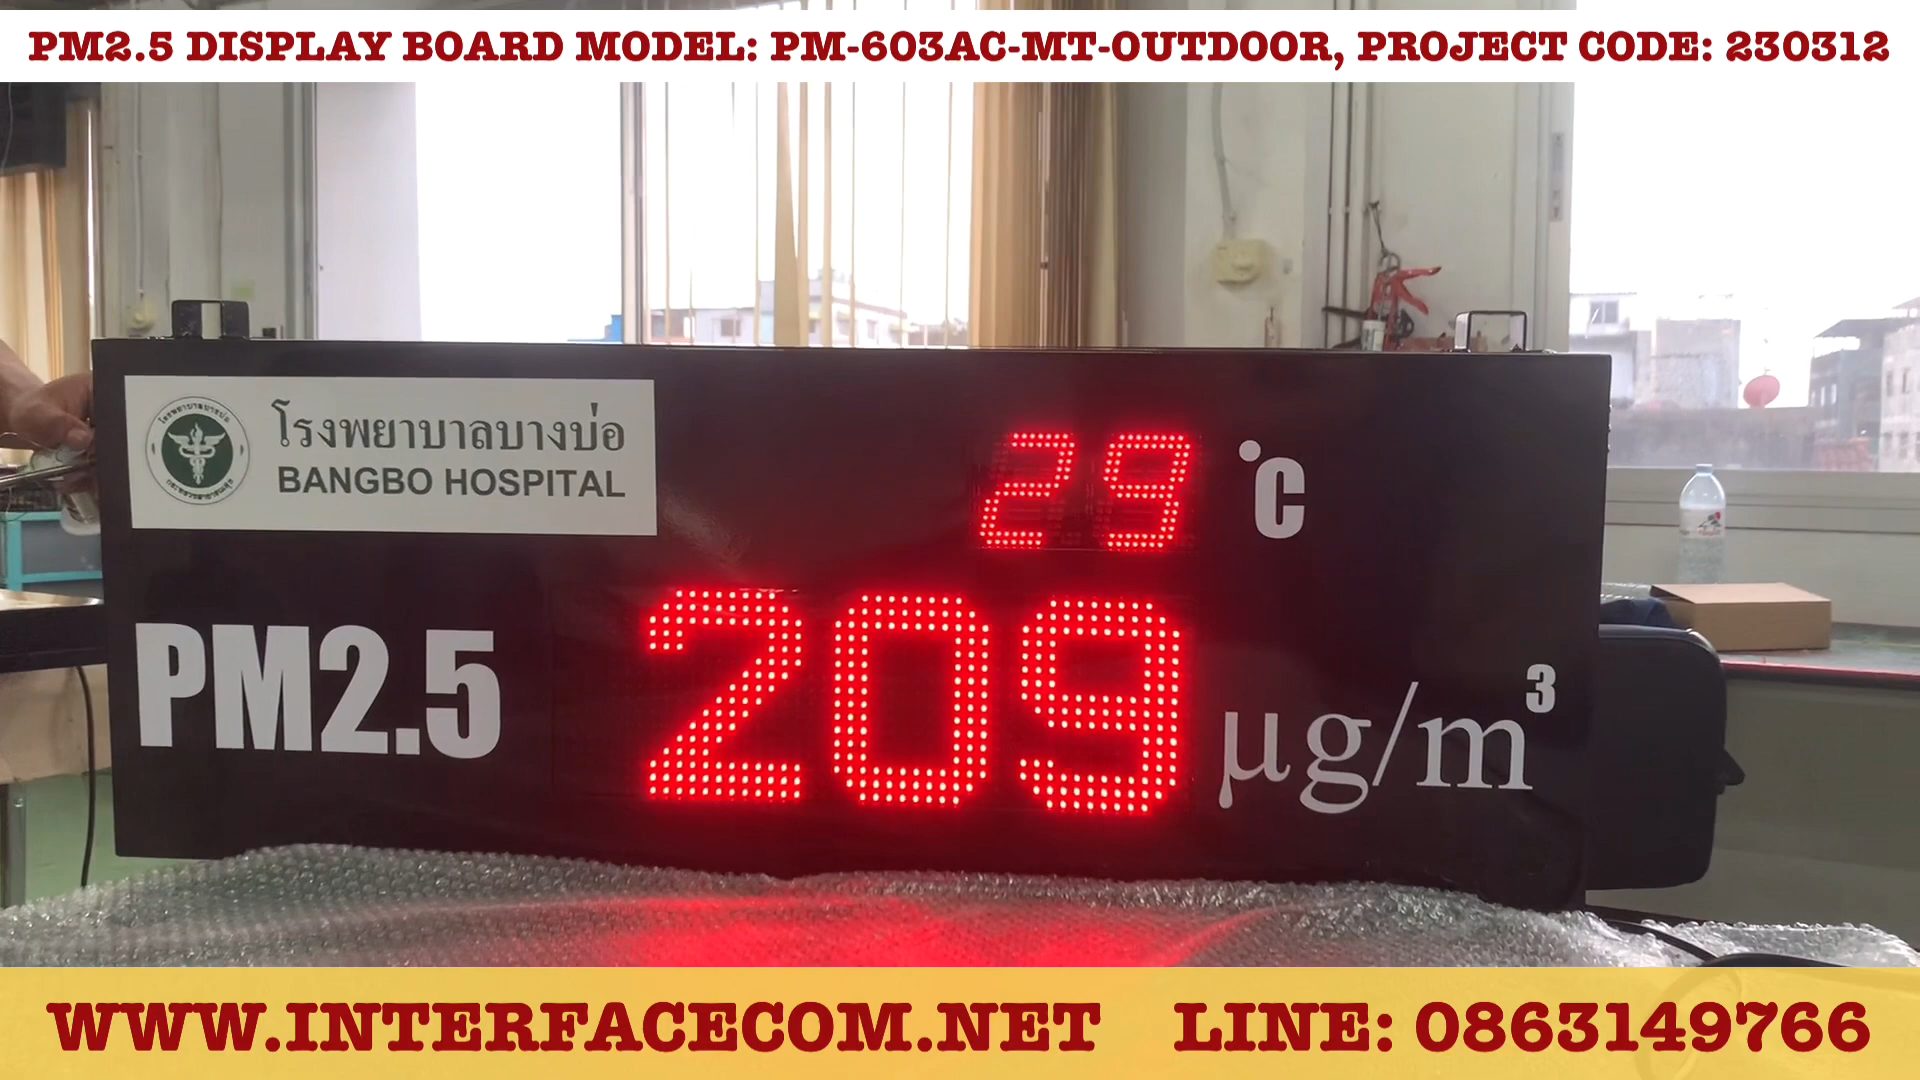 PM2.5 DISPLAY BOARD MODEL: PM-603AC-MT-OUTDOOR, PROJECT CODE: 230312
โรงพยาบาลบางบ่อ
BANGBO HOSPITAL
29 °C
PM2.5 209 µg/m³
WWW.INTERFACECOM.NET LINE: 0863149766